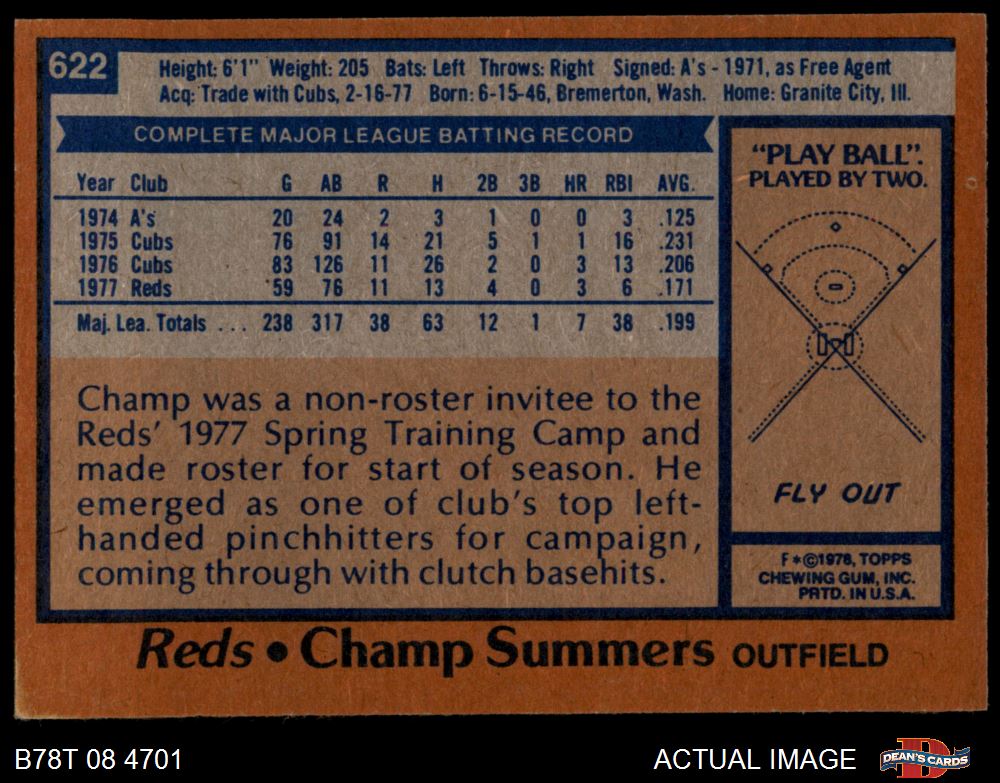 622
Height: 6'1" Weight: 205 Bats: Left Throws: Right Signed: A's - 1971, as Free Agent
Acq: Trade with Cubs, 2-16-77 Born: 6-15-46, Bremerton, Wash. Home: Granite City, Ill.
COMPLETE MAJOR LEAGUE BATTING RECORD
Year Club G AB R H 2B 3B HR RBI AVG.
1974 A's 20 24 2 3 1 0 0 3 .125
1975 Cubs 76 91 14 21 5 1 1 16 .231
1976 Cubs 83 126 11 26 2 0 3 13 .206
1977 Reds 59 76 11 13 4 0 3 6 .171
Maj. Lea. Totals ... 238 317 38 63 12 1 7 38 .199
Champ was a non-roster invitee to the
Reds' 1977 Spring Training Camp and
made roster for start of season. He
emerged as one of club's top left-
handed pinchhitters for campaign,
coming through with clutch basehits.
"PLAY BALL".
PLAYED BY TWO.
FLY OUT
F*©1978, TOPPS
CHEWING GUM, INC.
PRTD. IN U.S.A.
Reds • Champ Summers OUTFIELD
B78T 08 4701
ACTUAL IMAGE
DEAN'S CARDS